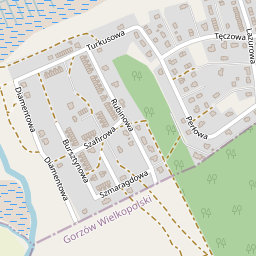 Turkusowa
Tęczowa
Lazurowa
Diamentowa
Rubinowa
Perłowa
Szafirowa
Bursztynowa
Diamentowa
Szmaragdowa
Gorzów Wielkopolski